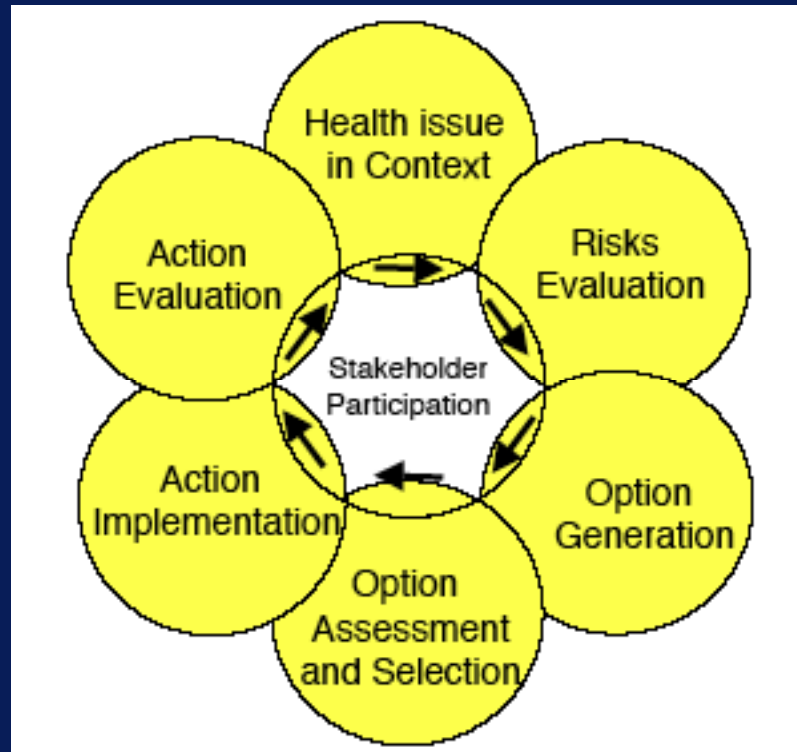 Health issue
in Context
Risks
Evaluation
Option
Generation
Option
Assessment
and Selection
Action
Implementation
Action
Evaluation
Stakeholder
Participation